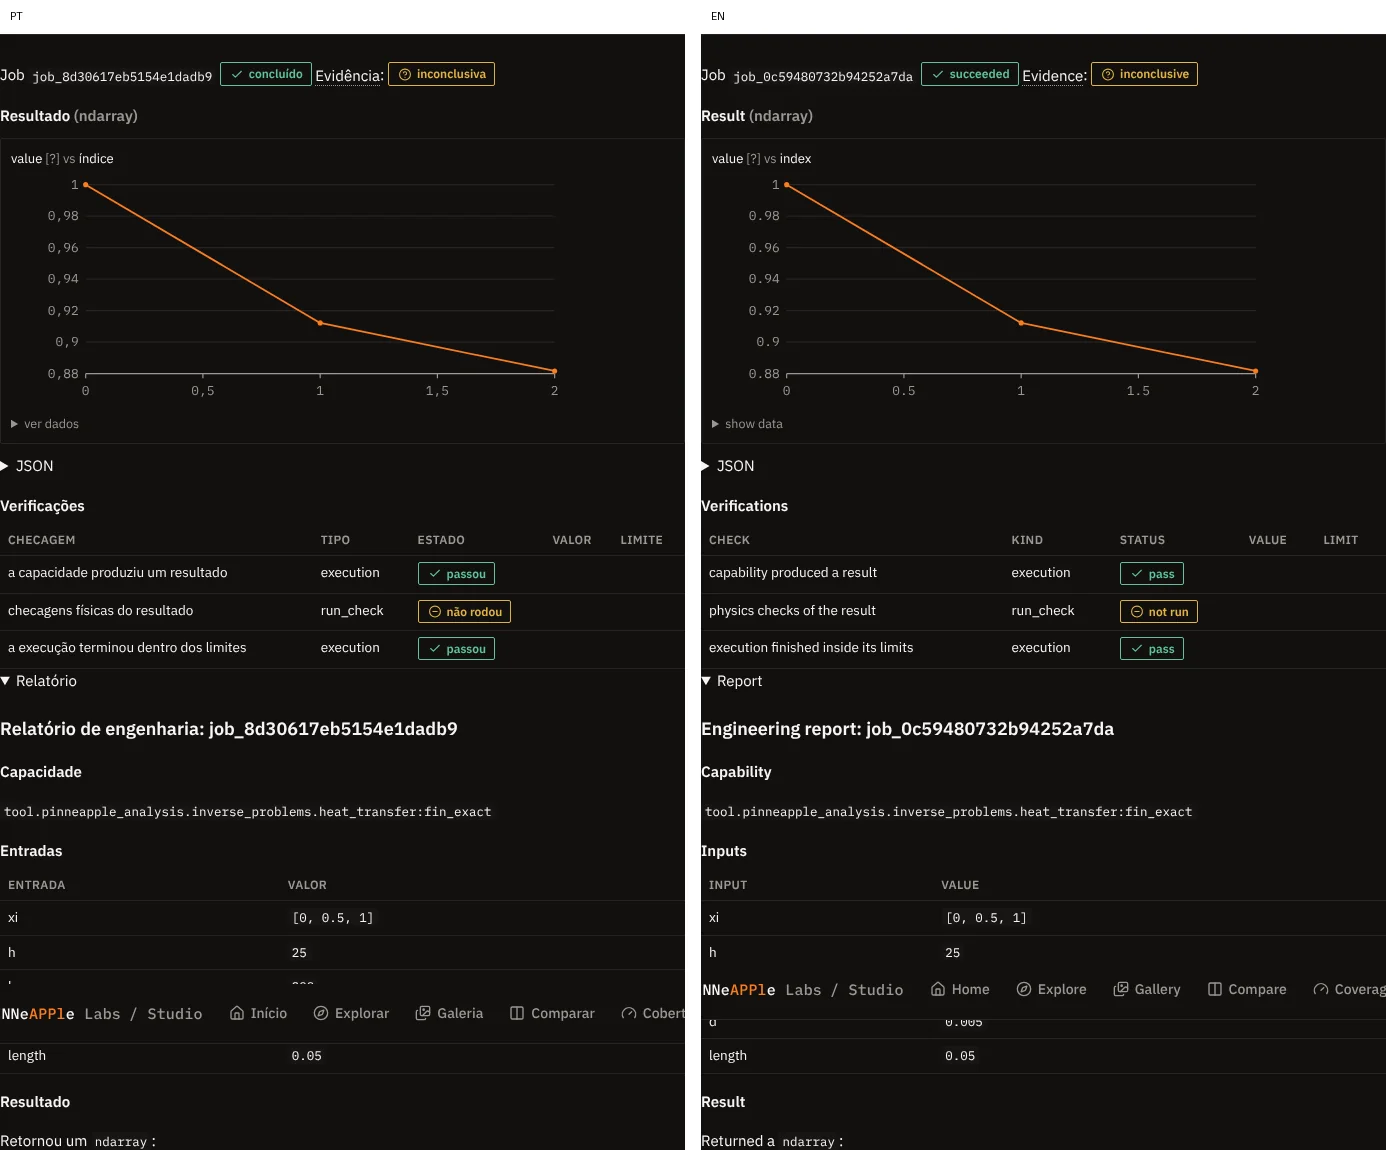 PT
Job job_8d30617eb5154e1dadb9 concluído Evidência: inconclusiva
Resultado (ndarray)
value [?] vs índice
1
0,98
0,96
0,94
0,92
0,9
0,88
0 0,5 1 1,5 2
ver dados
JSON
Verificações
CHECAGEM TIPO ESTADO VALOR LIMITE
a capacidade produziu um resultado execution passou
checagens físicas do resultado run_check não rodou
a execução terminou dentro dos limites execution passou
Relatório
Relatório de engenharia: job_8d30617eb5154e1dadb9
Capacidade
tool.pinneapple_analysis.inverse_problems.heat_transfer:fin_exact
Entradas
ENTRADA VALOR
xi [0, 0.5, 1]
h 25
NNeAPPle Labs / Studio Início Explorar Galeria Comparar Cobert
length 0.05
Resultado
Retornou um ndarray :
EN
Job job_0c59480732b94252a7da succeeded Evidence: inconclusive
Result (ndarray)
value [?] vs index
1
0.98
0.96
0.94
0.92
0.9
0.88
0 0.5 1 1.5 2
show data
JSON
Verifications
CHECK KIND STATUS VALUE LIMIT
capability produced a result execution pass
physics checks of the result run_check not run
execution finished inside its limits execution pass
Report
Engineering report: job_0c59480732b94252a7da
Capability
tool.pinneapple_analysis.inverse_problems.heat_transfer:fin_exact
Inputs
INPUT VALUE
xi [0, 0.5, 1]
h 25
NNeAPPle Labs / Studio Home Explore Gallery Compare Coverag
d 0.005
length 0.05
Result
Returned a ndarray :